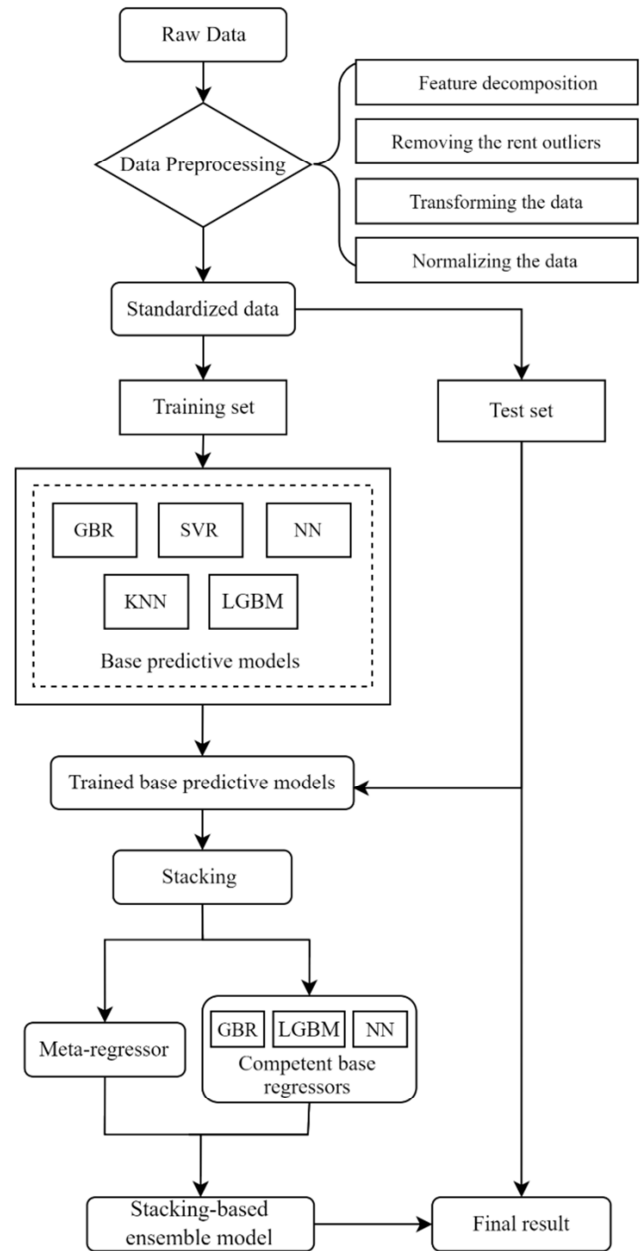 Raw Data
Feature decomposition
Removing the rent outliers
Data Preprocessing
Transforming the data
Normalizing the data
Standardized data
Training set
Test set
GBR
SVR
NN
KNN
LGBM
Base predictive models
Trained base predictive models
Stacking
Meta-regressor
GBR
LGBM
NN
Competent base
regressors
Stacking-based
ensemble model
Final result